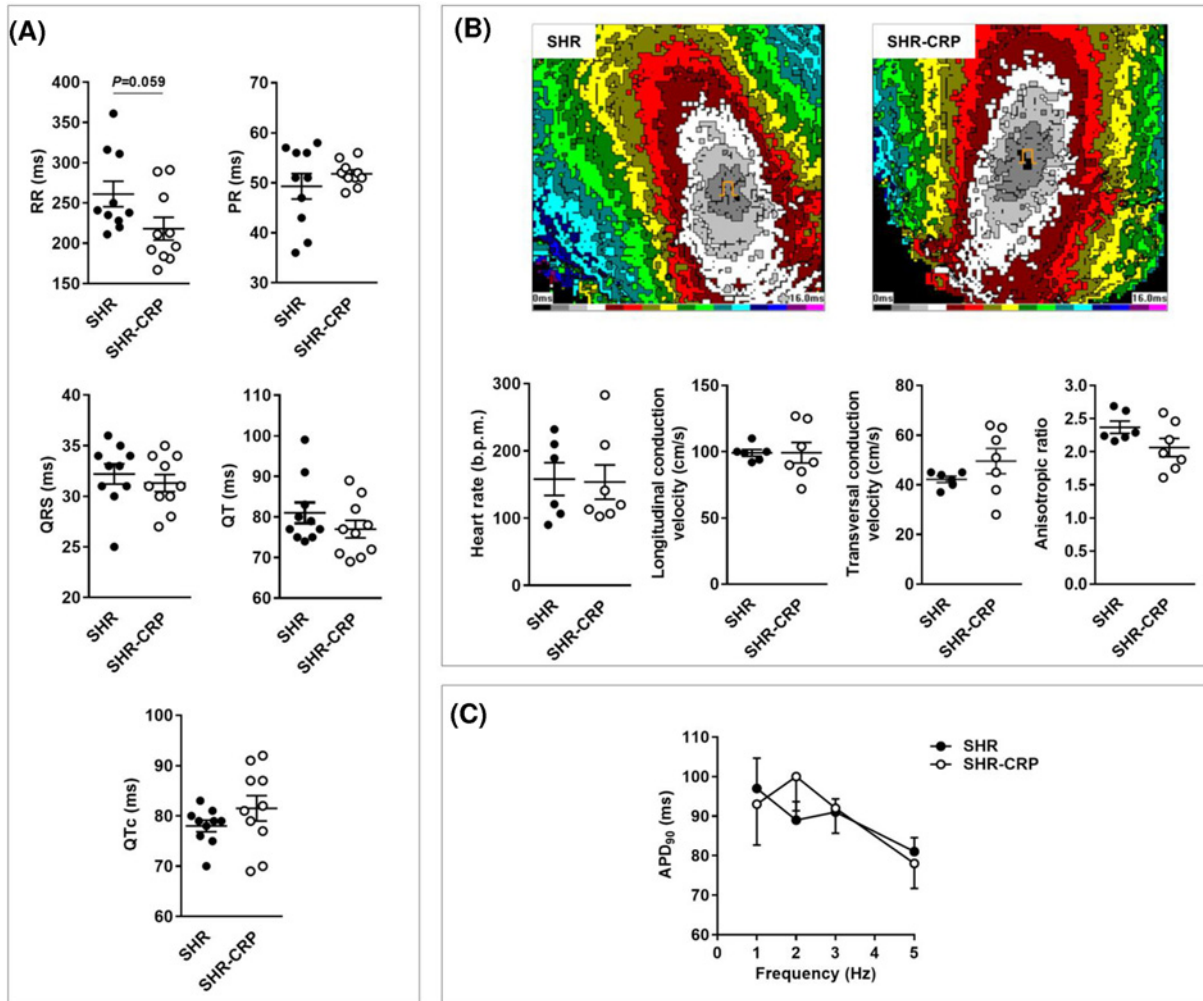 (A)
P=0.059
RR (ms)
400
350
300
250
200
150
SHR
SHR-CRP
PR (ms)
70
60
50
40
30
SHR
SHR-CRP
QRS (ms)
40
35
30
25
20
SHR
SHR-CRP
QT (ms)
110
100
90
80
70
60
SHR
SHR-CRP
QTc (ms)
100
90
80
70
60
SHR
SHR-CRP
(B)
SHR
0ms
16.0ms
SHR-CRP
0ms
16.0ms
Heart rate (b.p.m.)
300
200
100
0
SHR
SHR-CRP
Longitudinal conduction
velocity (cm/s)
150
100
50
0
SHR
SHR-CRP
Transversal conduction
velocity (cm/s)
80
60
40
20
0
SHR
SHR-CRP
Anisotropic ratio
3.0
2.5
2.0
1.5
1.0
0.5
0.0
SHR
SHR-CRP
(C)
SHR
SHR-CRP
APD90 (ms)
110
100
90
80
70
60
0 1 2 3 4 5
Frequency (Hz)